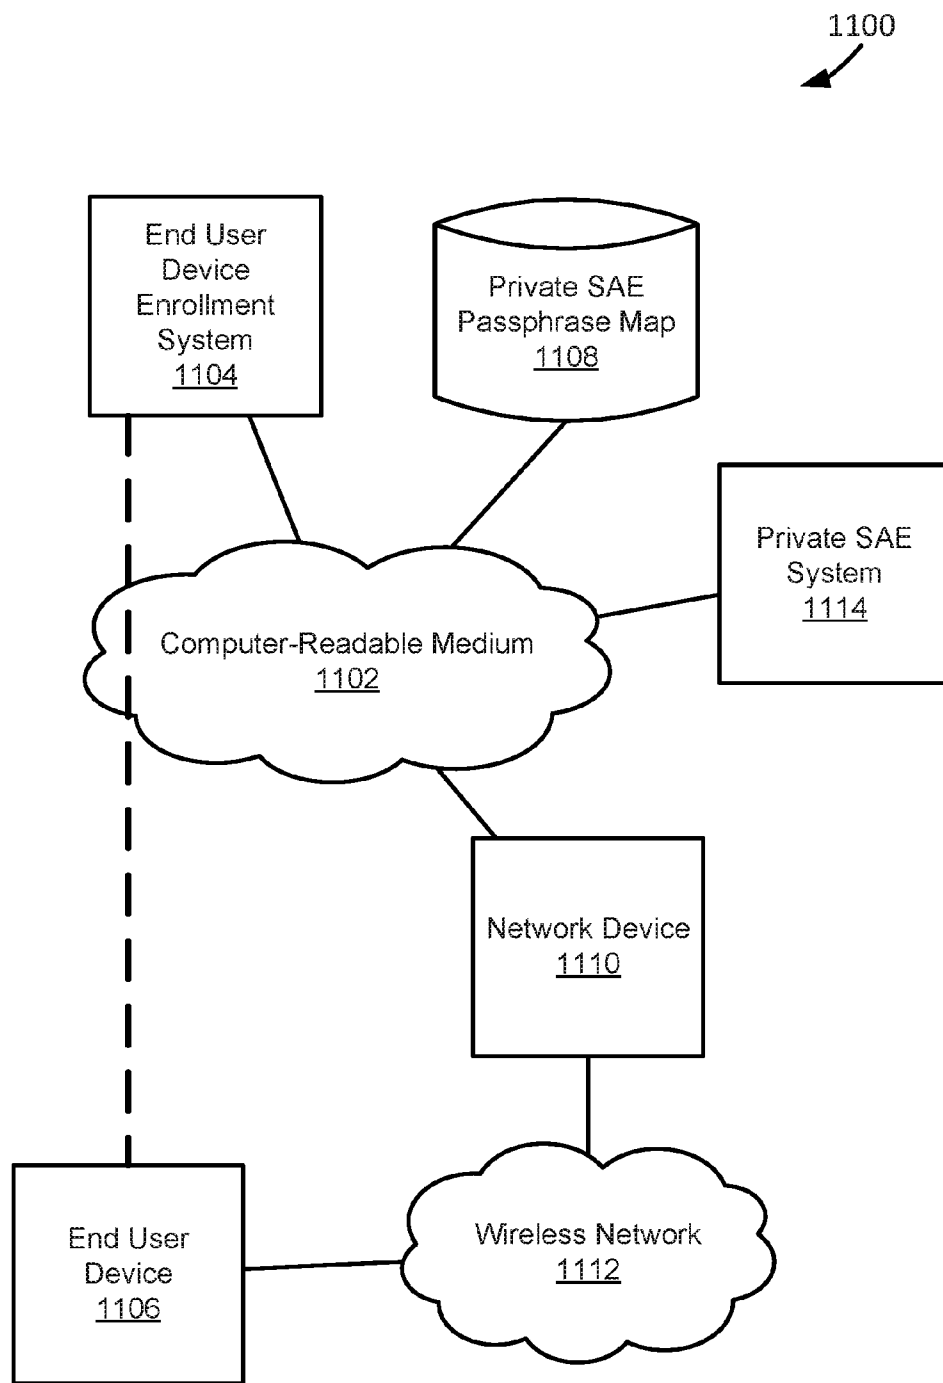 1100
End User
Device
Enrollment
System
1104
Private SAE
Passphrase Map
1108
Private SAE
System
1114
Computer-Readable Medium
1102
Network Device
1110
Wireless Network
1112
End User
Device
1106